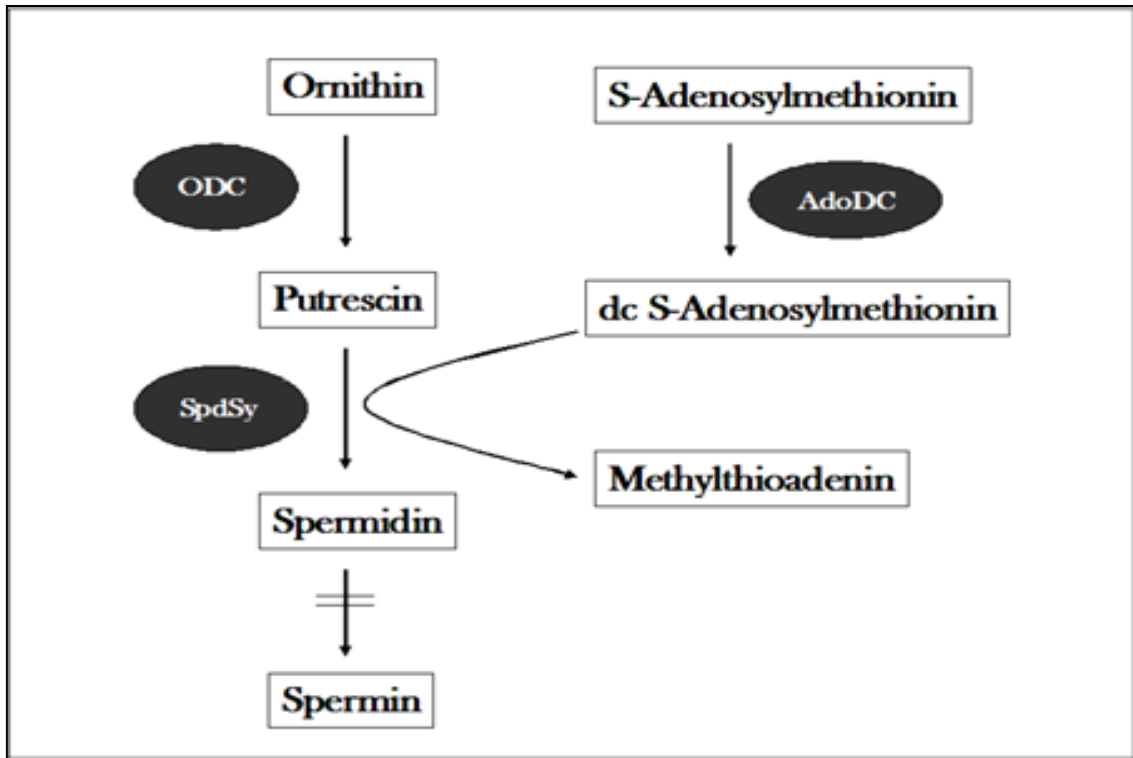 Ornithin
S-Adenosylmethionin
ODC
AdoDC
Putrescin
dc S-Adenosylmethionin
SpdSy
Methylthioadenin
Spermidin
Spermin